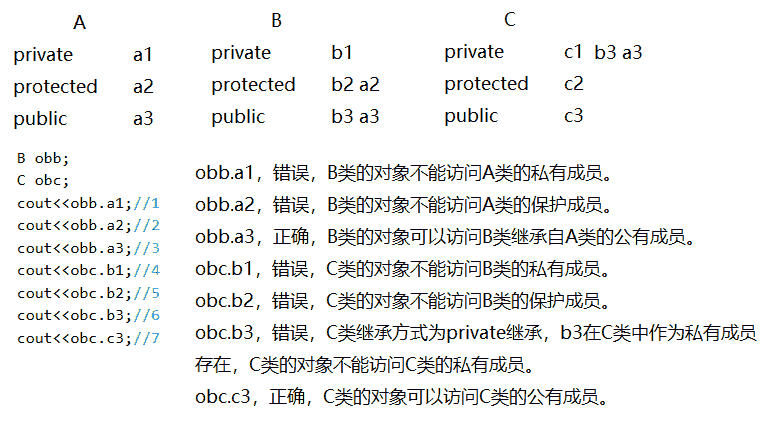 A B C
private a1 private b1 private c1 b3 a3
protected a2 protected b2 a2 protected c2
public a3 public b3 a3 public c3
B obb;
C obc;
cout<<obb.a1;//1
cout<<obb.a2;//2
cout<<obb.a3;//3
cout<<obc.b1;//4
cout<<obc.b2;//5
cout<<obc.b3;//6
cout<<obc.c3;//7
obb.a1，错误，B类的对象不能访问A类的私有成员。
obb.a2，错误，B类的对象不能访问A类的保护成员。
obb.a3，正确，B类的对象可以访问B类继承自A类的公有成员。
obc.b1，错误，C类的对象不能访问B类的私有成员。
obc.b2，错误，C类的对象不能访问B类的保护成员。
obc.b3，错误，C类继承方式为private继承，b3在C类中作为私有成员
存在，C类的对象不能访问C类的私有成员。
obc.c3，正确，C类的对象可以访问C类的公有成员。